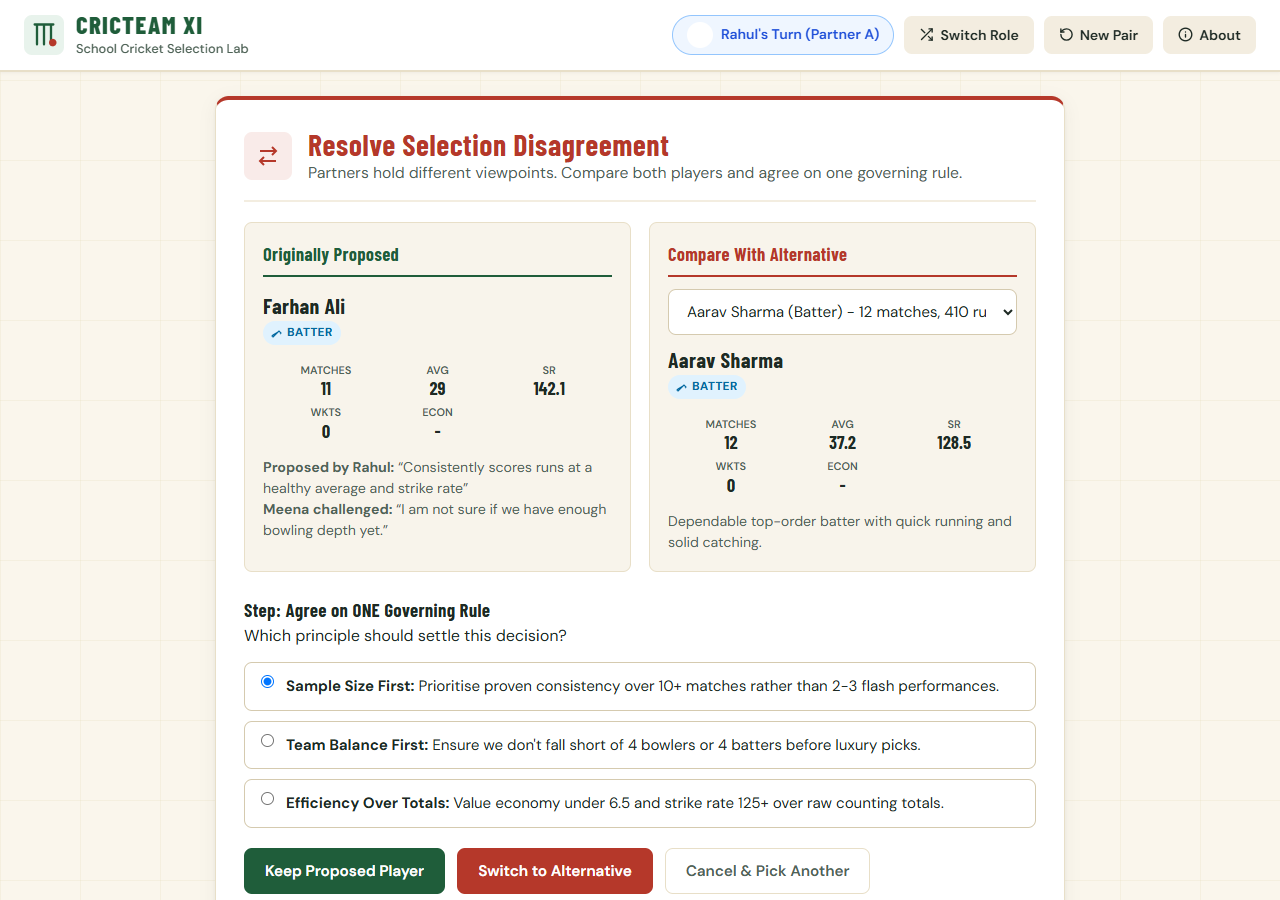 CRICTEAM XI
School Cricket Selection Lab
Rahul's Turn (Partner A)
Switch Role
New Pair
About
Resolve Selection Disagreement
Partners hold different viewpoints. Compare both players and agree on one governing rule.
Originally Proposed
Farhan Ali
BATTER
MATCHES AVG SR
11 29 142.1
WKTS ECON
0 -
Proposed by Rahul: “Consistently scores runs at a
healthy average and strike rate”
Meena challenged: “I am not sure if we have enough
bowling depth yet.”
Compare With Alternative
Aarav Sharma (Batter) - 12 matches, 410 ru
Aarav Sharma
BATTER
MATCHES AVG SR
12 37.2 128.5
WKTS ECON
0 -
Dependable top-order batter with quick running and
solid catching.
Step: Agree on ONE Governing Rule
Which principle should settle this decision?
Sample Size First: Prioritise proven consistency over 10+ matches rather than 2-3 flash performances.
Team Balance First: Ensure we don't fall short of 4 bowlers or 4 batters before luxury picks.
Efficiency Over Totals: Value economy under 6.5 and strike rate 125+ over raw counting totals.
Keep Proposed Player
Switch to Alternative
Cancel & Pick Another